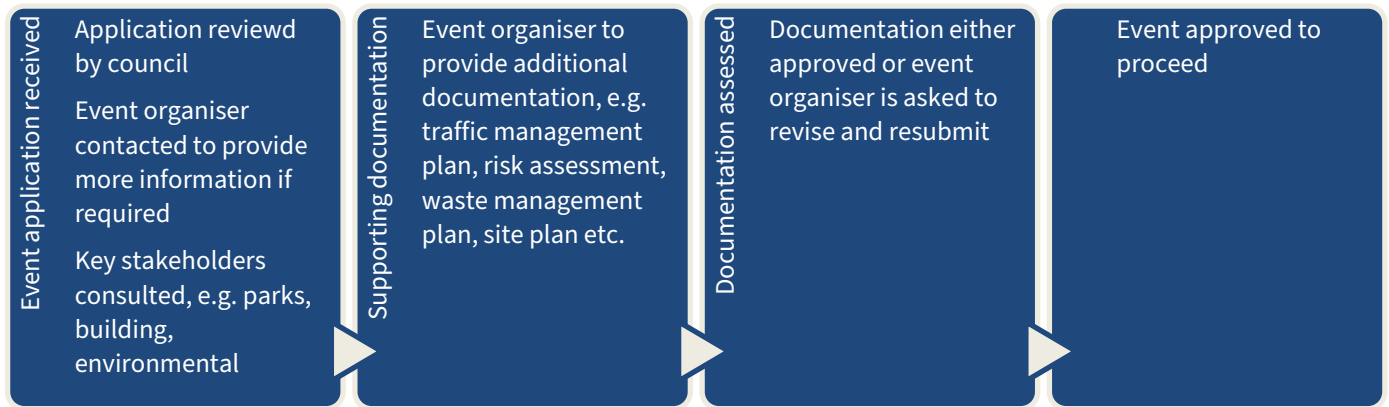 Event application received
Application reviewd
by council
Event organiser
contacted to provide
more information if
required
Key stakeholders
consulted, e.g. parks,
building,
environmental
Supporting documentation
Event organiser to
provide additional
documentation, e.g.
traffic management
plan, risk assessment,
waste management
plan, site plan etc.
Documentation assessed
Documentation either
approved or event
organiser is asked to
revise and resubmit
Event approved to
proceed